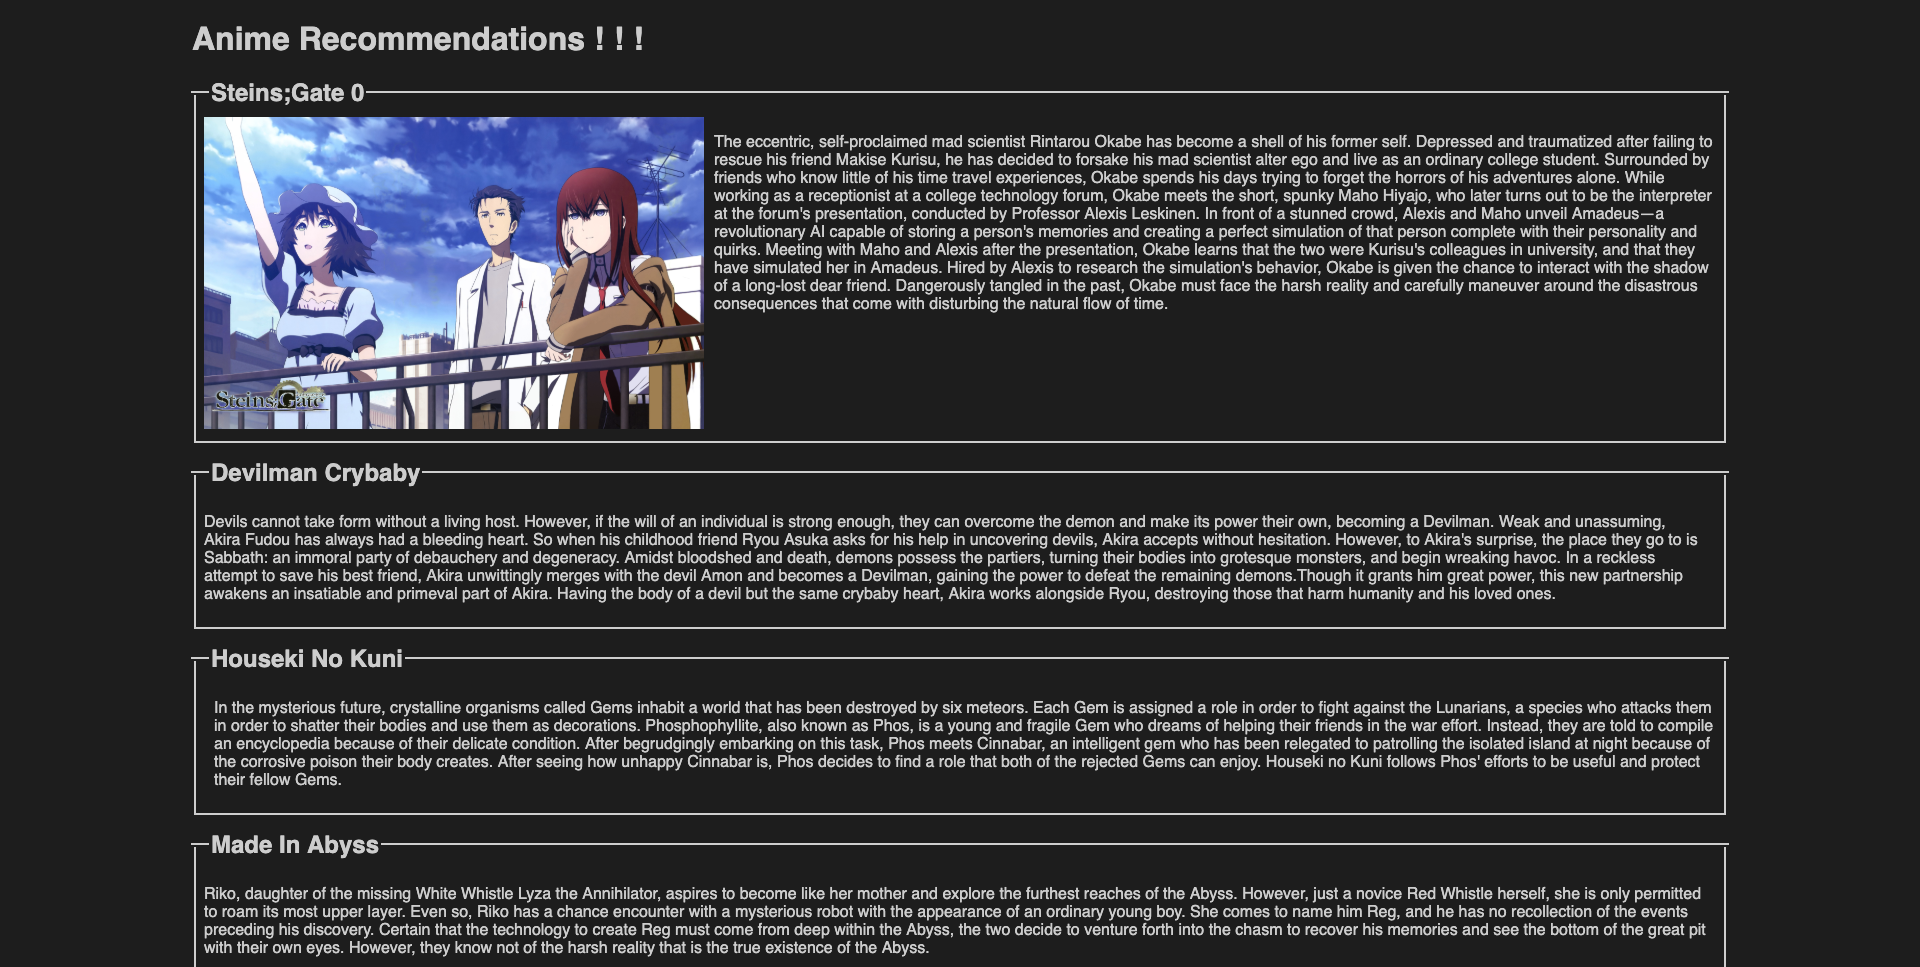 Anime Recommendations ! ! !
Steins;Gate 0
The eccentric, self-proclaimed mad scientist Rintarou Okabe has become a shell of his former self. Depressed and traumatized after failing to
rescue his friend Makise Kurisu, he has decided to forsake his mad scientist alter ego and live as an ordinary college student. Surrounded by
friends who know little of his time travel experiences, Okabe spends his days trying to forget the horrors of his adventures alone. While
working as a receptionist at a college technology forum, Okabe meets the short, spunky Maho Hiyajo, who later turns out to be the interpreter
at the forum's presentation, conducted by Professor Alexis Leskinen. In front of a stunned crowd, Alexis and Maho unveil Amadeus—a
revolutionary AI capable of storing a person's memories and creating a perfect simulation of that person complete with their personality and
quirks. Meeting with Maho and Alexis after the presentation, Okabe learns that the two were Kurisu's colleagues in university, and that they
have simulated her in Amadeus. Hired by Alexis to research the simulation's behavior, Okabe is given the chance to interact with the shadow
of a long-lost dear friend. Dangerously tangled in the past, Okabe must face the harsh reality and carefully maneuver around the disastrous
consequences that come with disturbing the natural flow of time.
Steins;Gate
Devilman Crybaby
Devils cannot take form without a living host. However, if the will of an individual is strong enough, they can overcome the demon and make its power their own, becoming a Devilman. Weak and unassuming,
Akira Fudou has always had a bleeding heart. So when his childhood friend Ryou Asuka asks for his help in uncovering devils, Akira accepts without hesitation. However, to Akira's surprise, the place they go to is
Sabbath: an immoral party of debauchery and degeneracy. Amidst bloodshed and death, demons possess the partiers, turning their bodies into grotesque monsters, and begin wreaking havoc. In a reckless
attempt to save his best friend, Akira unwittingly merges with the devil Amon and becomes a Devilman, gaining the power to defeat the remaining demons.Though it grants him great power, this new partnership
awakens an insatiable and primeval part of Akira. Having the body of a devil but the same crybaby heart, Akira works alongside Ryou, destroying those that harm humanity and his loved ones.
Houseki No Kuni
In the mysterious future, crystalline organisms called Gems inhabit a world that has been destroyed by six meteors. Each Gem is assigned a role in order to fight against the Lunarians, a species who attacks them
in order to shatter their bodies and use them as decorations. Phosphophyllite, also known as Phos, is a young and fragile Gem who dreams of helping their friends in the war effort. Instead, they are told to compile
an encyclopedia because of their delicate condition. After begrudgingly embarking on this task, Phos meets Cinnabar, an intelligent gem who has been relegated to patrolling the isolated island at night because of
the corrosive poison their body creates. After seeing how unhappy Cinnabar is, Phos decides to find a role that both of the rejected Gems can enjoy. Houseki no Kuni follows Phos' efforts to be useful and protect
their fellow Gems.
Made In Abyss
Riko, daughter of the missing White Whistle Lyza the Annihilator, aspires to become like her mother and explore the furthest reaches of the Abyss. However, just a novice Red Whistle herself, she is only permitted
to roam its most upper layer. Even so, Riko has a chance encounter with a mysterious robot with the appearance of an ordinary young boy. She comes to name him Reg, and he has no recollection of the events
preceding his discovery. Certain that the technology to create Reg must come from deep within the Abyss, the two decide to venture forth into the chasm to recover his memories and see the bottom of the great pit
with their own eyes. However, they know not of the harsh reality that is the true existence of the Abyss.